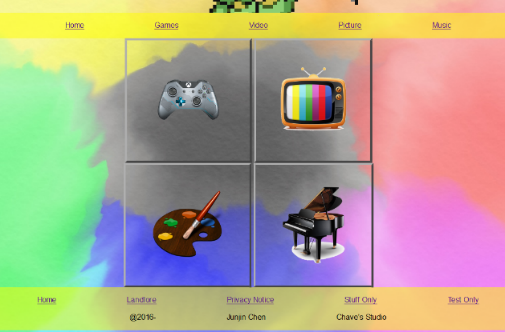 Home Games Video Picture Music
Home Landlore Privacy Notice Stuff Only Test Only
@2016- Junjin Chen Chave's Studio